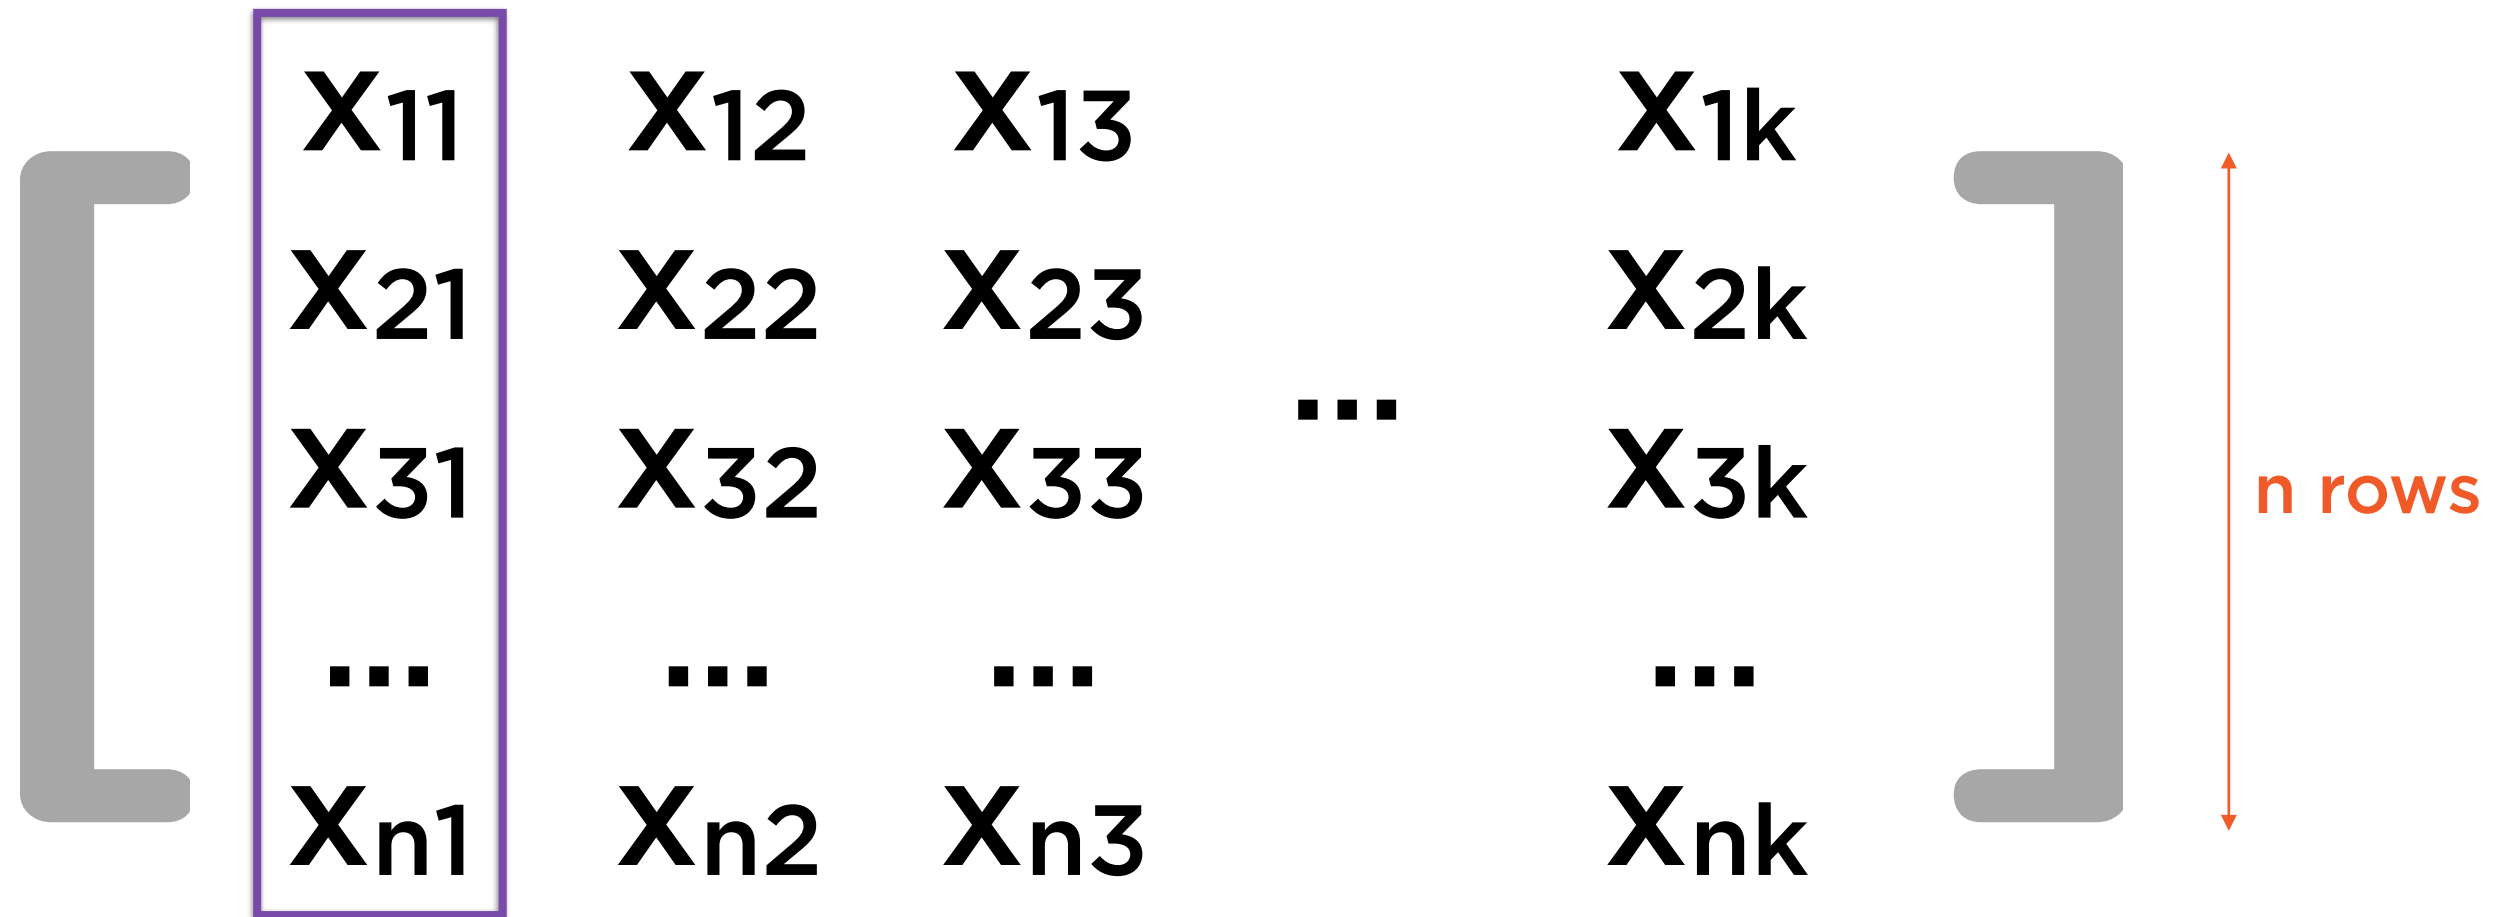 X11 X12 X13 X1k
X21 X22 X23 X2k
...
X31 X32 X33 X3k
n rows
... ... ... ...
Xn1 Xn2 Xn3 Xnk